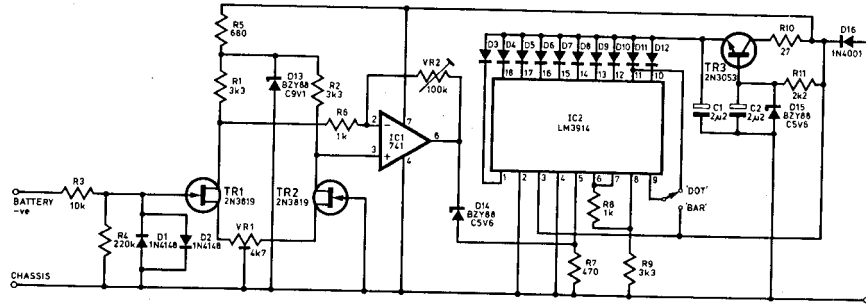 R5
680
R1
3k3
D13
BZY88
C9V1
R2
3k3
VR2
100k
R6
1k
2
3
7
IC1
741
6
4
D3
D4
D5
D6
D7
D8
D9
D10
D11
D12
18
17
16
15
14
13
12
11
10
IC2
LM3914
1
2
3
4
5
6
7
8
9
R10
27
D16
1N4001
TR3
2N3053
R11
2k2
C1
2µ2
C2
2µ2
D15
BZY88
C5V6
'DOT'
'BAR'
R8
1k
BATTERY
-ve
R3
10k
TR1
2N3819
TR2
2N3819
R4
220k
D1
1N4148
D2
1N4148
VR1
4k7
D14
BZY88
C5V6
R7
470
R9
3k3
CHASSIS